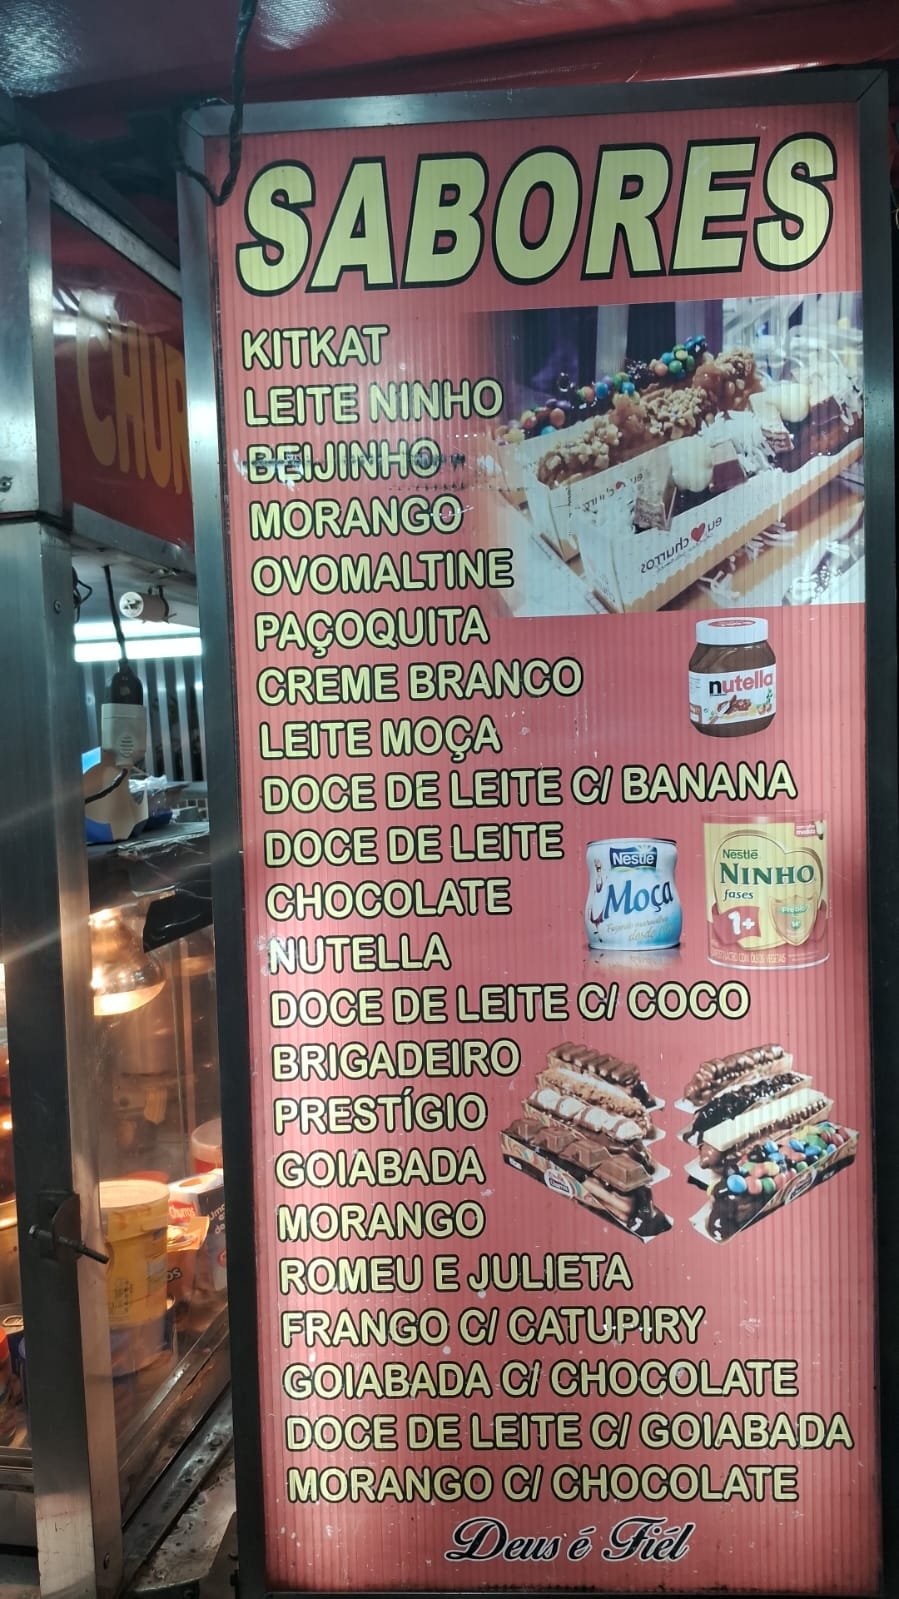 SABORES
KITKAT
LEITE NINHO
BEIJINHO
MORANGO
OVOMALTINE
PAÇOQUITA
CREME BRANCO
LEITE MOÇA
DOCE DE LEITE C/ BANANA
DOCE DE LEITE
CHOCOLATE
NUTELLA
DOCE DE LEITE C/ COCO
BRIGADEIRO
PRESTÍGIO
GOIABADA
MORANGO
ROMEU E JULIETA
FRANGO C/ CATUPIRY
GOIABADA C/ CHOCOLATE
DOCE DE LEITE C/ GOIABADA
MORANGO C/ CHOCOLATE
Deus é Fiél
eu churros
nutella
Nestlé
Moça
Nestlé
NINHO
fases
1+
CHUR
Churros